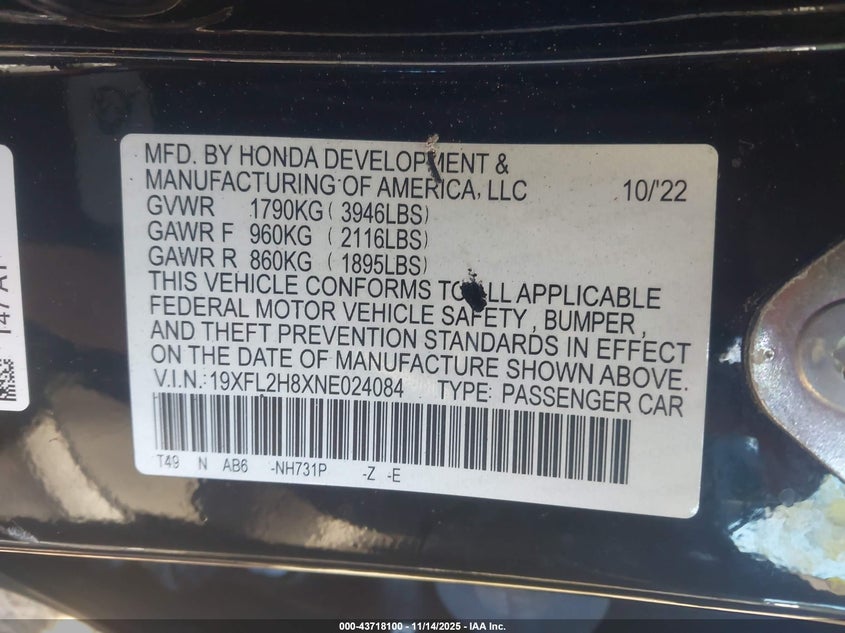 MFD. BY HONDA DEVELOPMENT &
MANUFACTURING OF AMERICA, LLC 10/'22
GVWR 1790KG ( 3946LBS)
GAWR F 960KG ( 2116LBS)
GAWR R 860KG ( 1895LBS)
THIS VEHICLE CONFORMS TO ALL APPLICABLE
FEDERAL MOTOR VEHICLE SAFETY , BUMPER ,
AND THEFT PREVENTION STANDARDS IN EFFECT
ON THE DATE OF MANUFACTURE SHOWN ABOVE.
V.I.N.: 19XFL2H8XNE024084 TYPE: PASSENGER CAR
T49 N AB6 -NH731P -Z -E
000-43718100 - 11/14/2025 - IAA Inc.